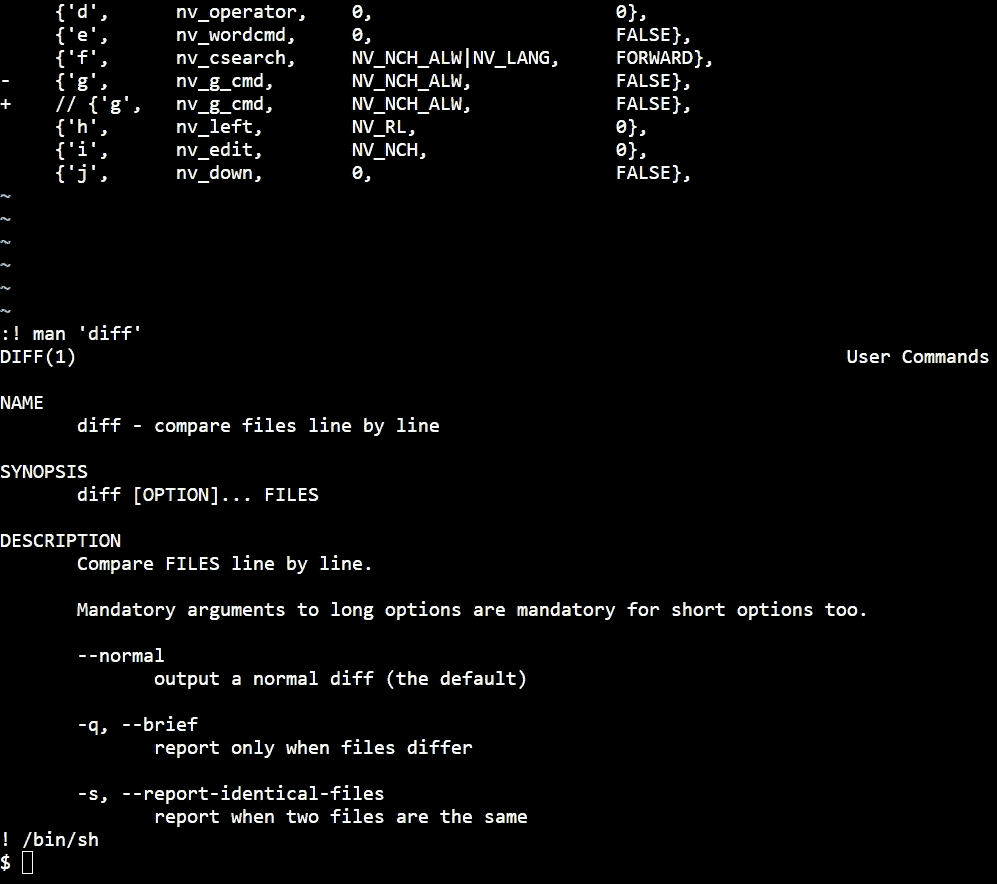 {'d',      nv_operator,    0,                      0},
     {'e',      nv_wordcmd,     0,                      FALSE},
     {'f',      nv_csearch,     NV_NCH_ALW|NV_LANG,     FORWARD},
-    {'g',      nv_g_cmd,       NV_NCH_ALW,             FALSE},
+    // {'g',   nv_g_cmd,       NV_NCH_ALW,             FALSE},
     {'h',      nv_left,        NV_RL,                  0},
     {'i',      nv_edit,        NV_NCH,                 0},
     {'j',      nv_down,        0,                      FALSE},
~
~
~
~
~
~
:! man 'diff'
DIFF(1)                                                                      User Commands
NAME
       diff - compare files line by line
SYNOPSIS
       diff [OPTION]... FILES
DESCRIPTION
       Compare FILES line by line.
       Mandatory arguments to long options are mandatory for short options too.
       --normal
              output a normal diff (the default)
       -q, --brief
              report only when files differ
       -s, --report-identical-files
              report when two files are the same
! /bin/sh
$